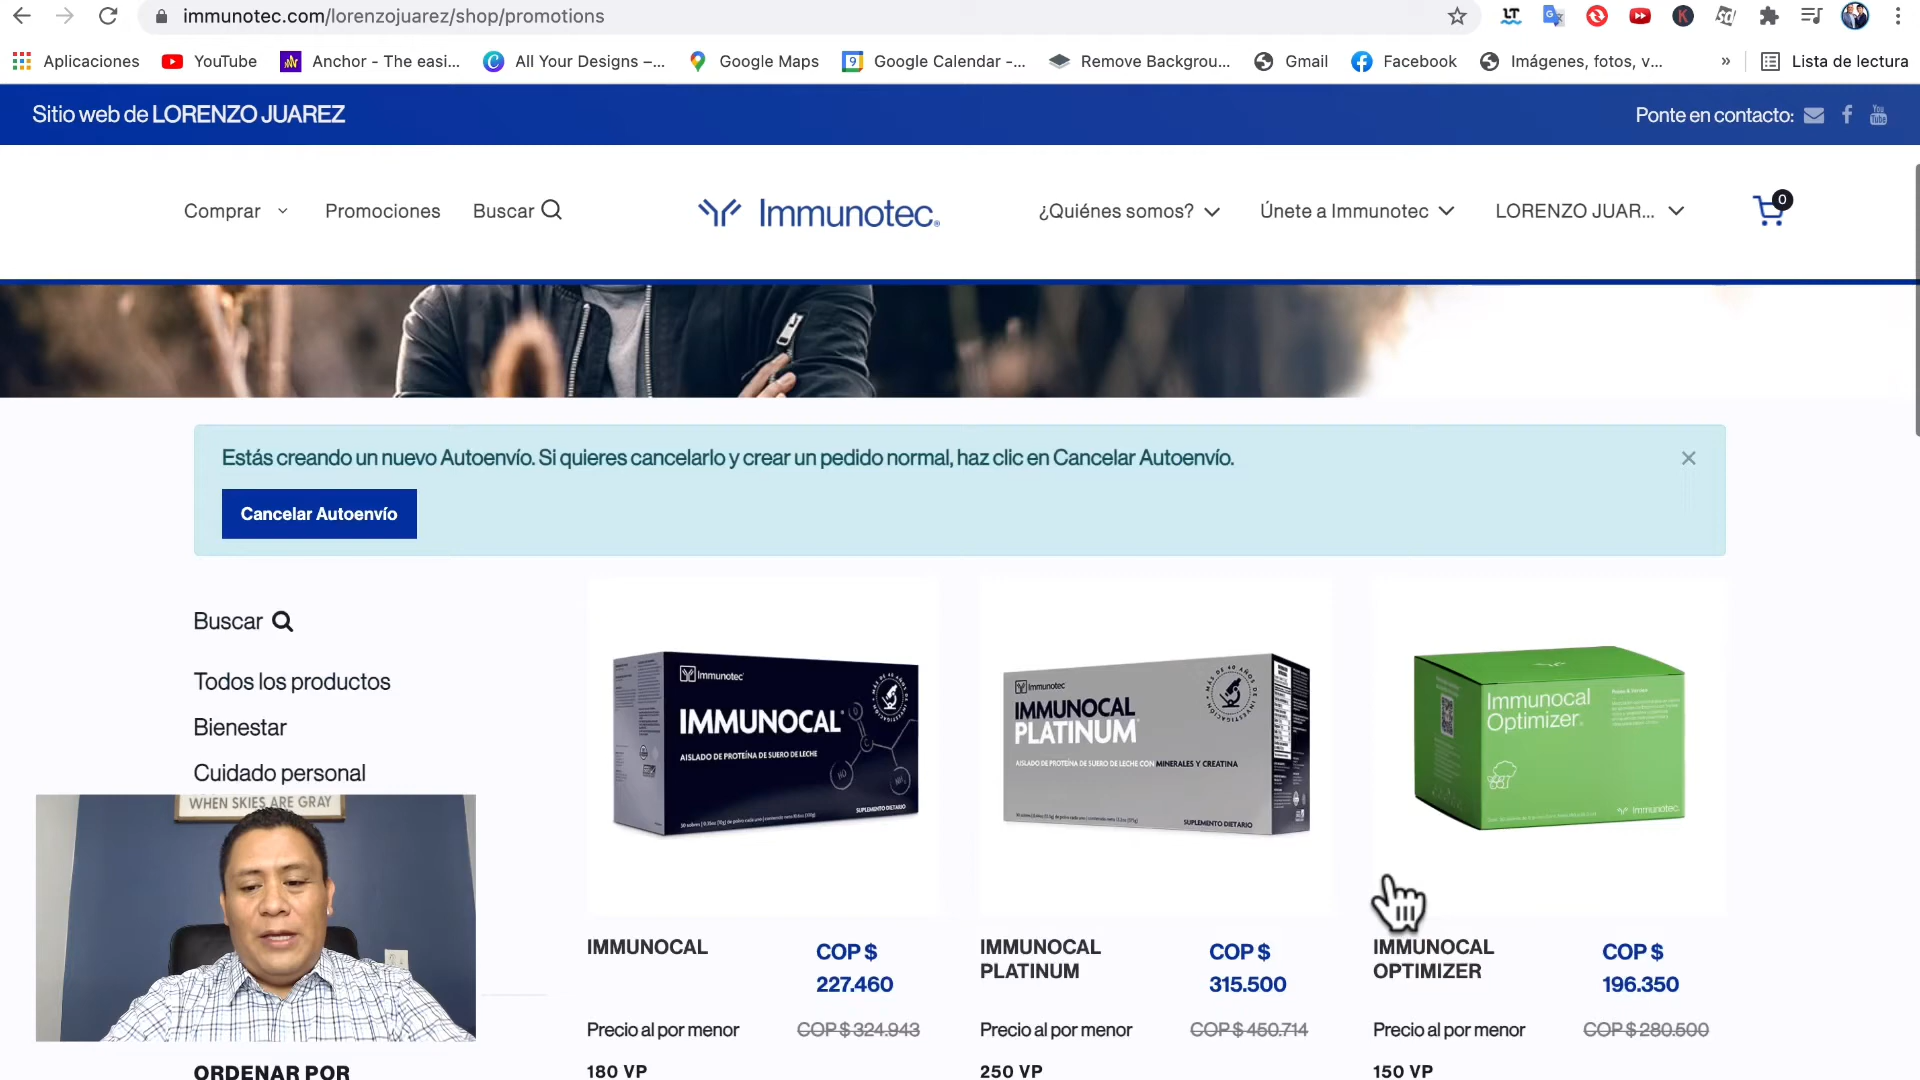 immunotec.com/lorenzojuarez/shop/promotions
Aplicaciones YouTube Anchor - The easi... All Your Designs –... Google Maps Google Calendar -... Remove Backgrou... Gmail Facebook Imágenes, fotos, v... » Lista de lectura
Sitio web de LORENZO JUAREZ
Ponte en contacto:
Comprar Promociones Buscar Immunotec® ¿Quiénes somos? Únete a Immunotec LORENZO JUAR... 0
Estás creando un nuevo Autoenvío. Si quieres cancelarlo y crear un pedido normal, haz clic en Cancelar Autoenvío.
Cancelar Autoenvío
Buscar
Todos los productos
Bienestar
Cuidado personal
WHEN SKIES ARE GRAY
ORDENAR POR
Immunotec
IMMUNOCAL
AISLADO DE PROTEÍNA DE SUERO DE LECHE
SUPLEMENTO DIETARIO
Immunotec
IMMUNOCAL
PLATINUM
AISLADO DE PROTEÍNA DE SUERO DE LECHE CON MINERALES Y CREATINA
SUPLEMENTO DIETARIO
Immunocal
Optimizer
Immunotec
IMMUNOCAL
COP $
227.460
Precio al por menor COP $ 324.943
180 VP
IMMUNOCAL
PLATINUM
COP $
315.500
Precio al por menor COP $ 450.714
250 VP
IMMUNOCAL
OPTIMIZER
COP $
196.350
Precio al por menor COP $ 280.500
150 VP